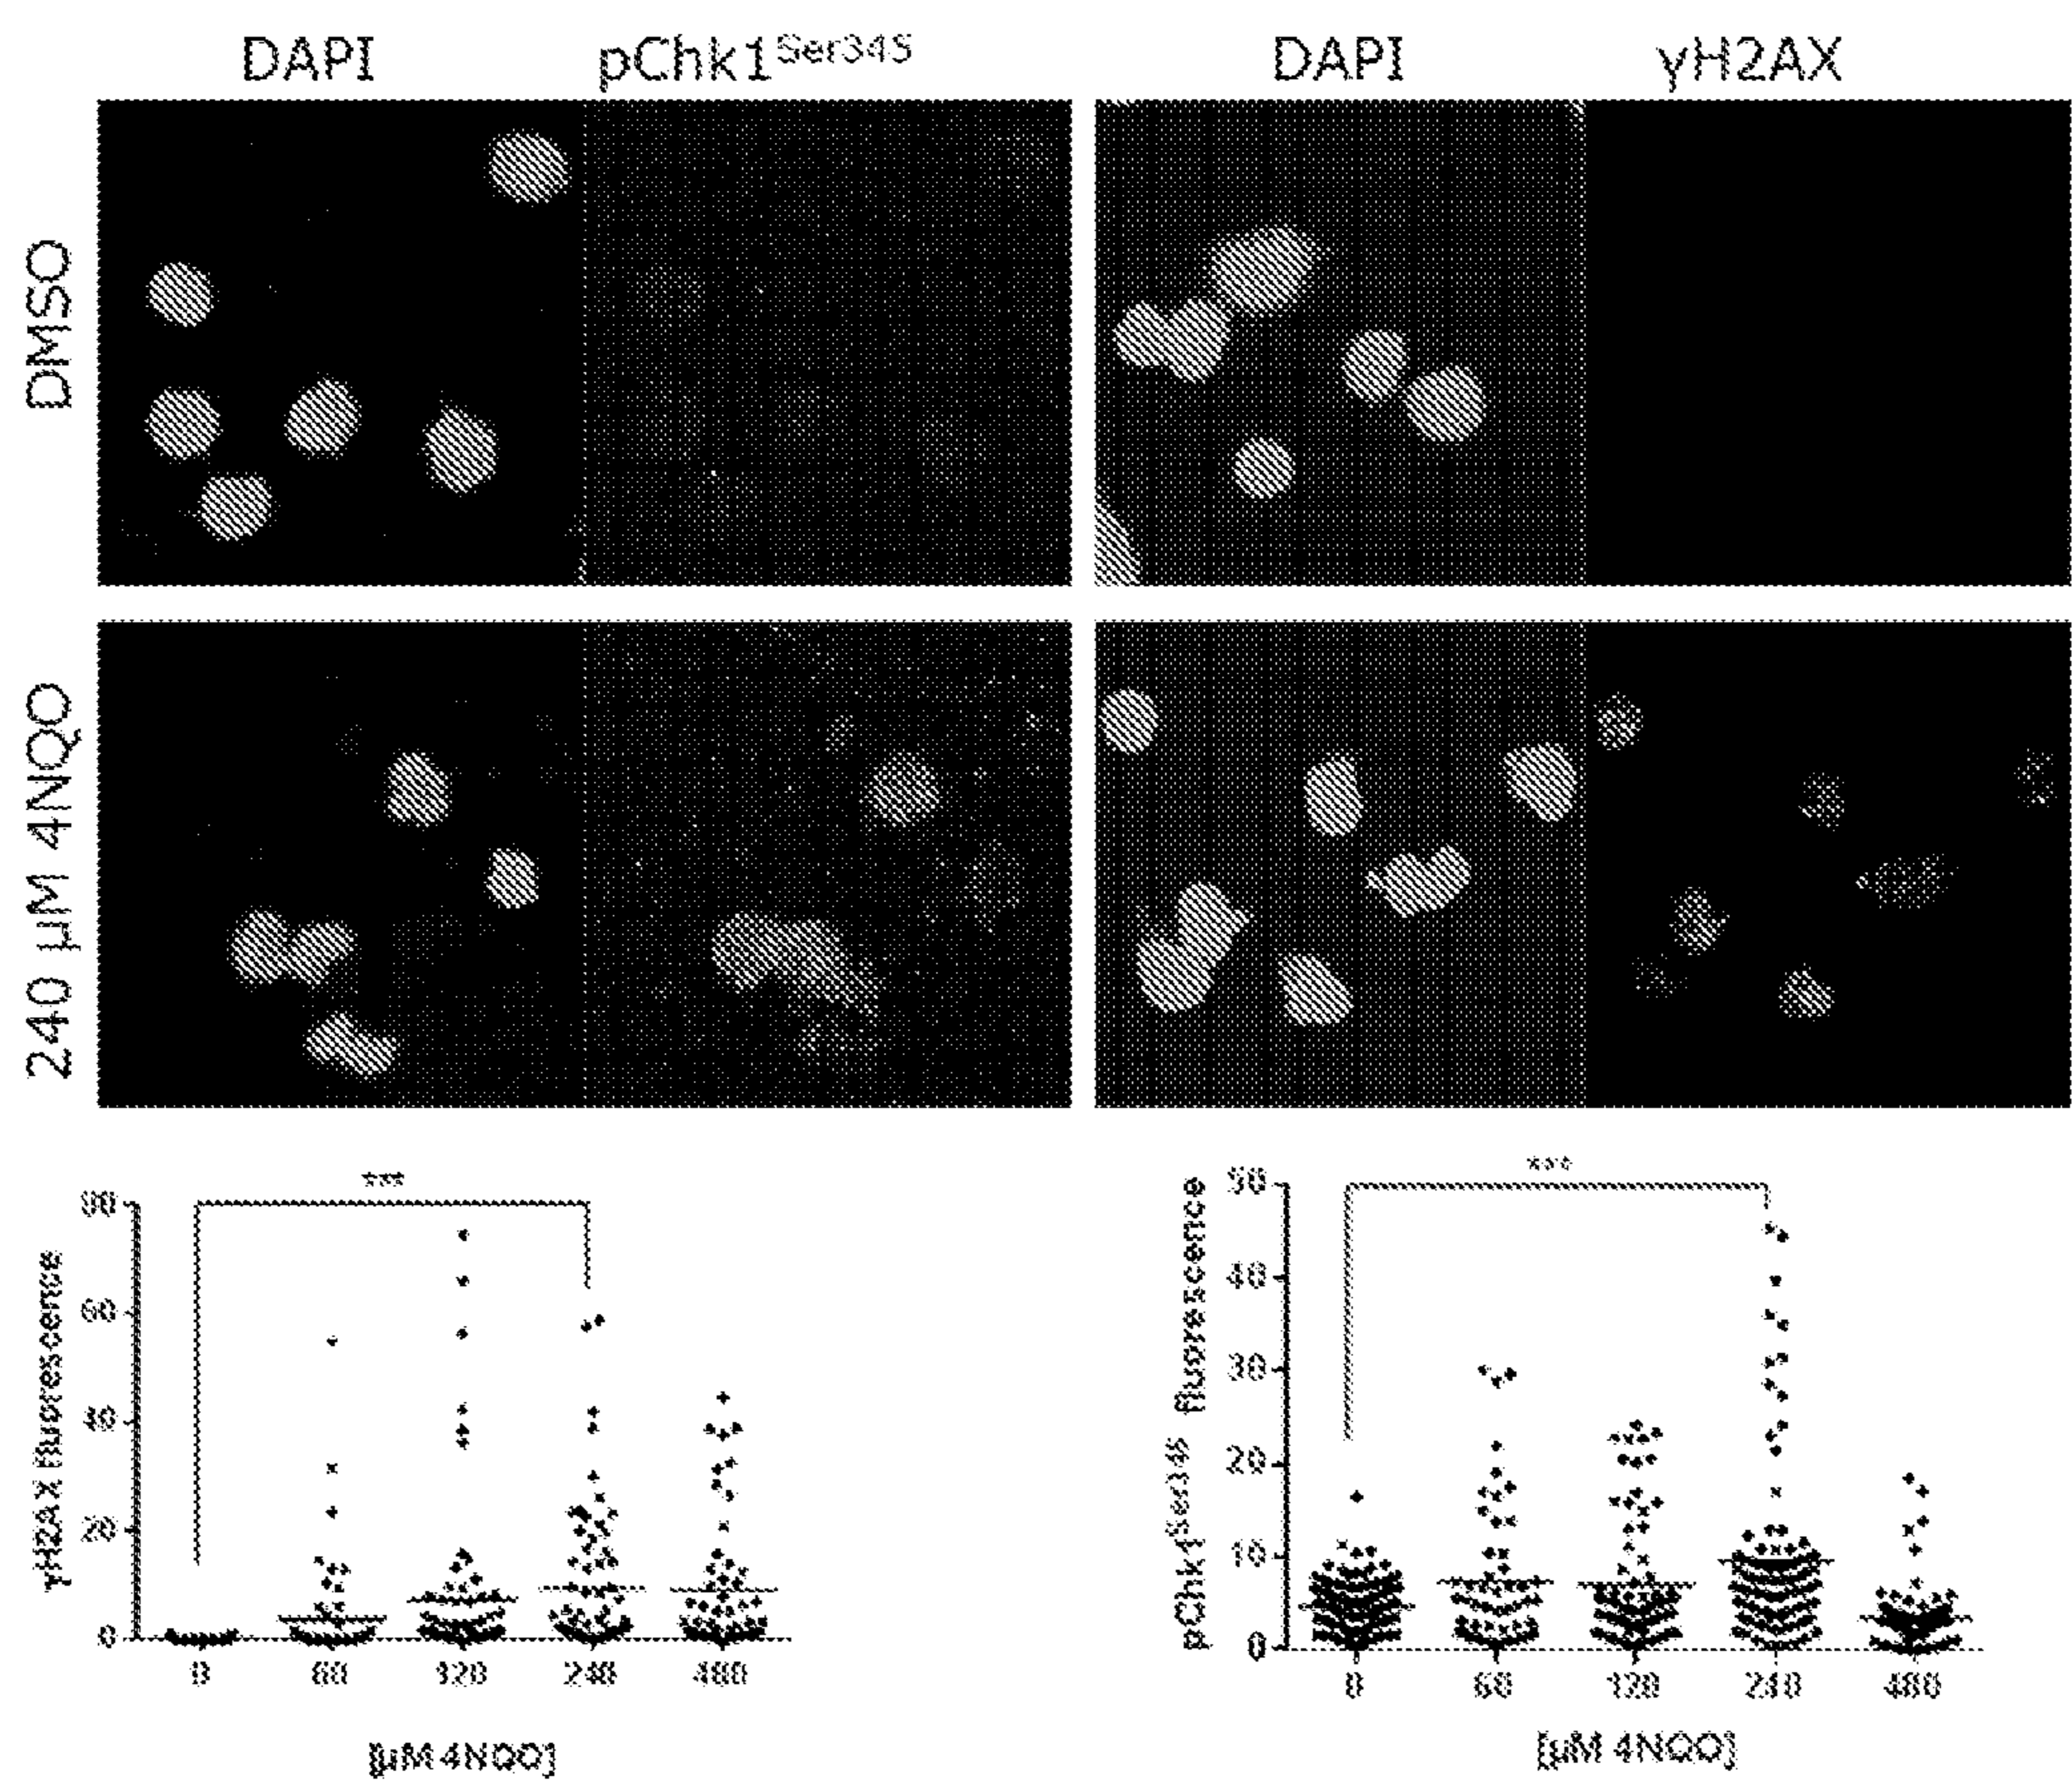 DAPI pChk1Ser345 DAPI γH2AX
DMSO
240 μM 4NQO
***
80
60
40
20
0
γH2AX fluorescence
0 60 120 240 480
[μM 4NQO]
***
50
40
30
20
10
0
pChk1Ser345 fluorescence
0 60 120 240 480
[μM 4NQO]